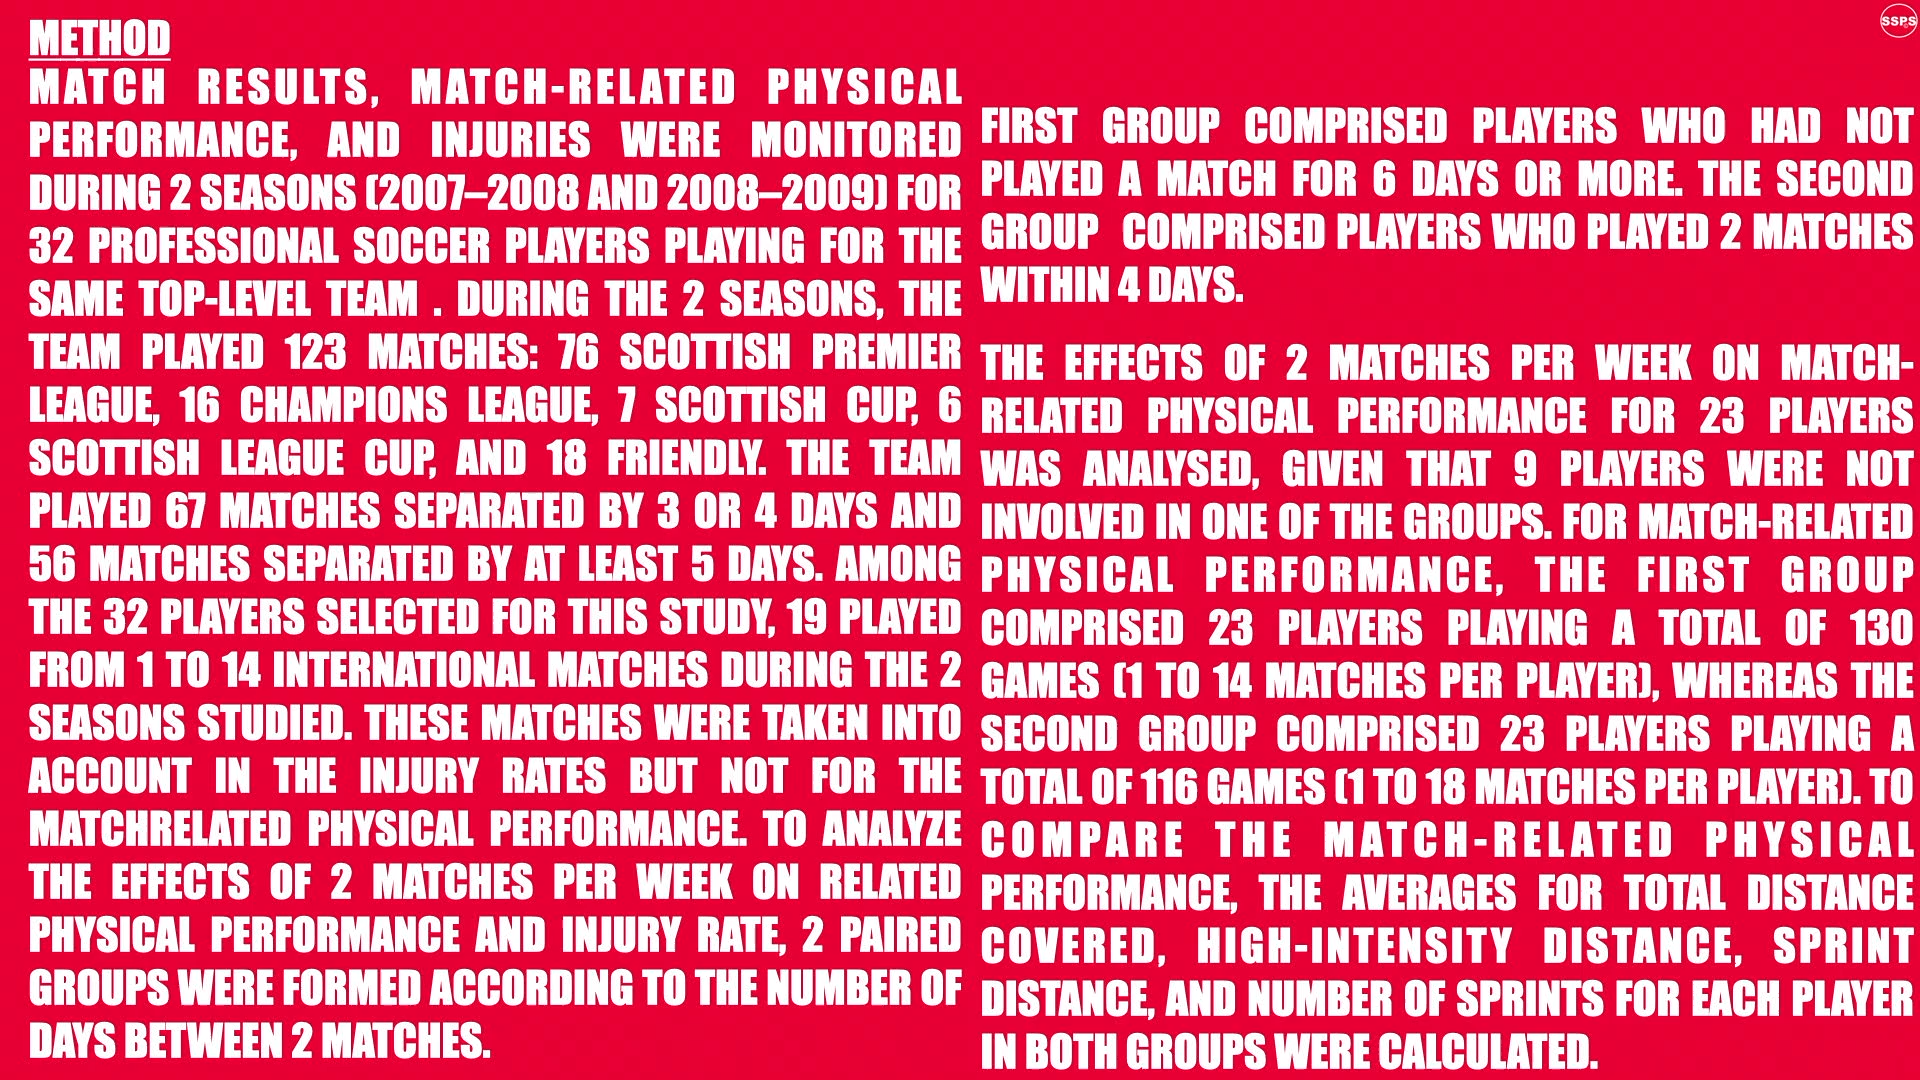 METHOD
MATCH RESULTS, MATCH-RELATED PHYSICAL
PERFORMANCE, AND INJURIES WERE MONITORED
DURING 2 SEASONS (2007–2008 AND 2008–2009) FOR
32 PROFESSIONAL SOCCER PLAYERS PLAYING FOR THE
SAME TOP-LEVEL TEAM . DURING THE 2 SEASONS, THE
TEAM PLAYED 123 MATCHES: 76 SCOTTISH PREMIER
LEAGUE, 16 CHAMPIONS LEAGUE, 7 SCOTTISH CUP, 6
SCOTTISH LEAGUE CUP, AND 18 FRIENDLY. THE TEAM
PLAYED 67 MATCHES SEPARATED BY 3 OR 4 DAYS AND
56 MATCHES SEPARATED BY AT LEAST 5 DAYS. AMONG
THE 32 PLAYERS SELECTED FOR THIS STUDY, 19 PLAYED
FROM 1 TO 14 INTERNATIONAL MATCHES DURING THE 2
SEASONS STUDIED. THESE MATCHES WERE TAKEN INTO
ACCOUNT IN THE INJURY RATES BUT NOT FOR THE
MATCHRELATED PHYSICAL PERFORMANCE. TO ANALYZE
THE EFFECTS OF 2 MATCHES PER WEEK ON RELATED
PHYSICAL PERFORMANCE AND INJURY RATE, 2 PAIRED
GROUPS WERE FORMED ACCORDING TO THE NUMBER OF
DAYS BETWEEN 2 MATCHES.
FIRST GROUP COMPRISED PLAYERS WHO HAD NOT
PLAYED A MATCH FOR 6 DAYS OR MORE. THE SECOND
GROUP COMPRISED PLAYERS WHO PLAYED 2 MATCHES
WITHIN 4 DAYS.
THE EFFECTS OF 2 MATCHES PER WEEK ON MATCH-
RELATED PHYSICAL PERFORMANCE FOR 23 PLAYERS
WAS ANALYSED, GIVEN THAT 9 PLAYERS WERE NOT
INVOLVED IN ONE OF THE GROUPS. FOR MATCH-RELATED
PHYSICAL PERFORMANCE, THE FIRST GROUP
COMPRISED 23 PLAYERS PLAYING A TOTAL OF 130
GAMES (1 TO 14 MATCHES PER PLAYER), WHEREAS THE
SECOND GROUP COMPRISED 23 PLAYERS PLAYING A
TOTAL OF 116 GAMES (1 TO 18 MATCHES PER PLAYER). TO
COMPARE THE MATCH-RELATED PHYSICAL
PERFORMANCE, THE AVERAGES FOR TOTAL DISTANCE
COVERED, HIGH-INTENSITY DISTANCE, SPRINT
DISTANCE, AND NUMBER OF SPRINTS FOR EACH PLAYER
IN BOTH GROUPS WERE CALCULATED.
SSPS